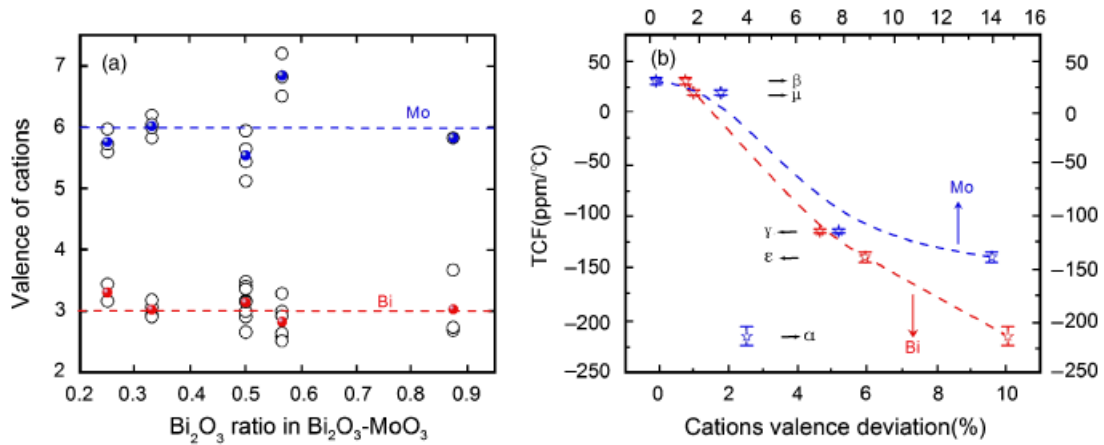 (a)
7
6
5
4
3
2
Mo
Bi
0.2 0.3 0.4 0.5 0.6 0.7 0.8 0.9
Valence of cations
Bi₂O₃ ratio in Bi₂O₃-MoO₃
0 2 4 6 8 10 12 14 16
(b)
50 50
0 0
−50 −50
−100 −100
−150 −150
−200 −200
−250 −250
β
μ
Mo
γ
ε
α
Bi
0 2 4 6 8 10
TCF(ppm/°C)
Cations valence deviation(%)